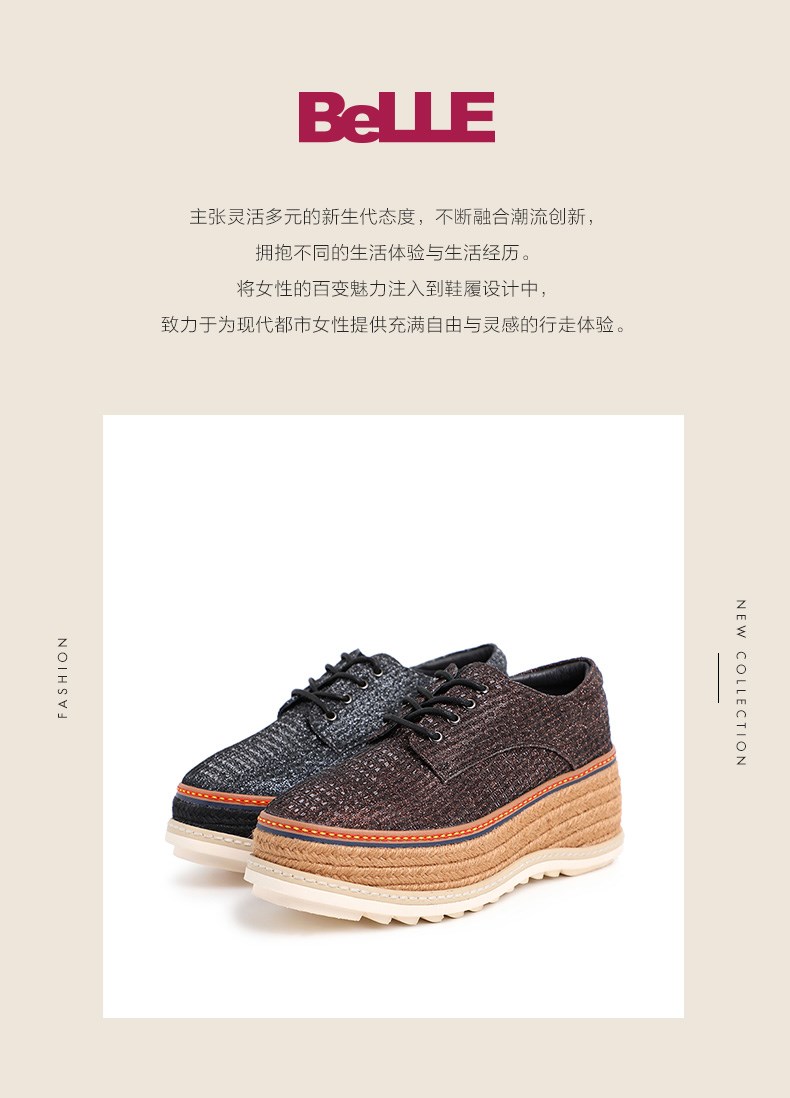 BeLLE
主张灵活多元的新生代态度，不断融合潮流创新，
拥抱不同的生活体验与生活经历。
将女性的百变魅力注入到鞋履设计中，
致力于为现代都市女性提供充满自由与灵感的行走体验。
FASHION
NEW COLLECTION